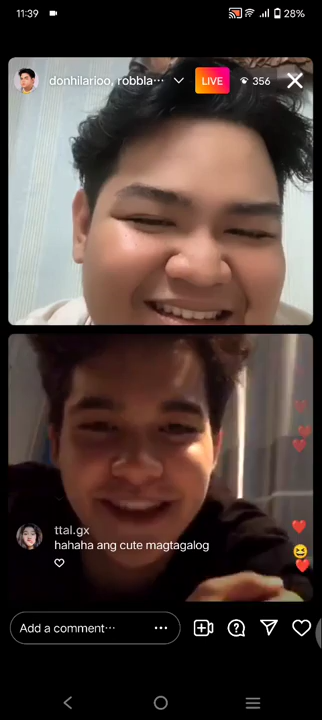 11:39
28%
donhilarioo, robbla...
LIVE
356
ttal.gx
hahaha ang cute magtagalog
Add a comment...